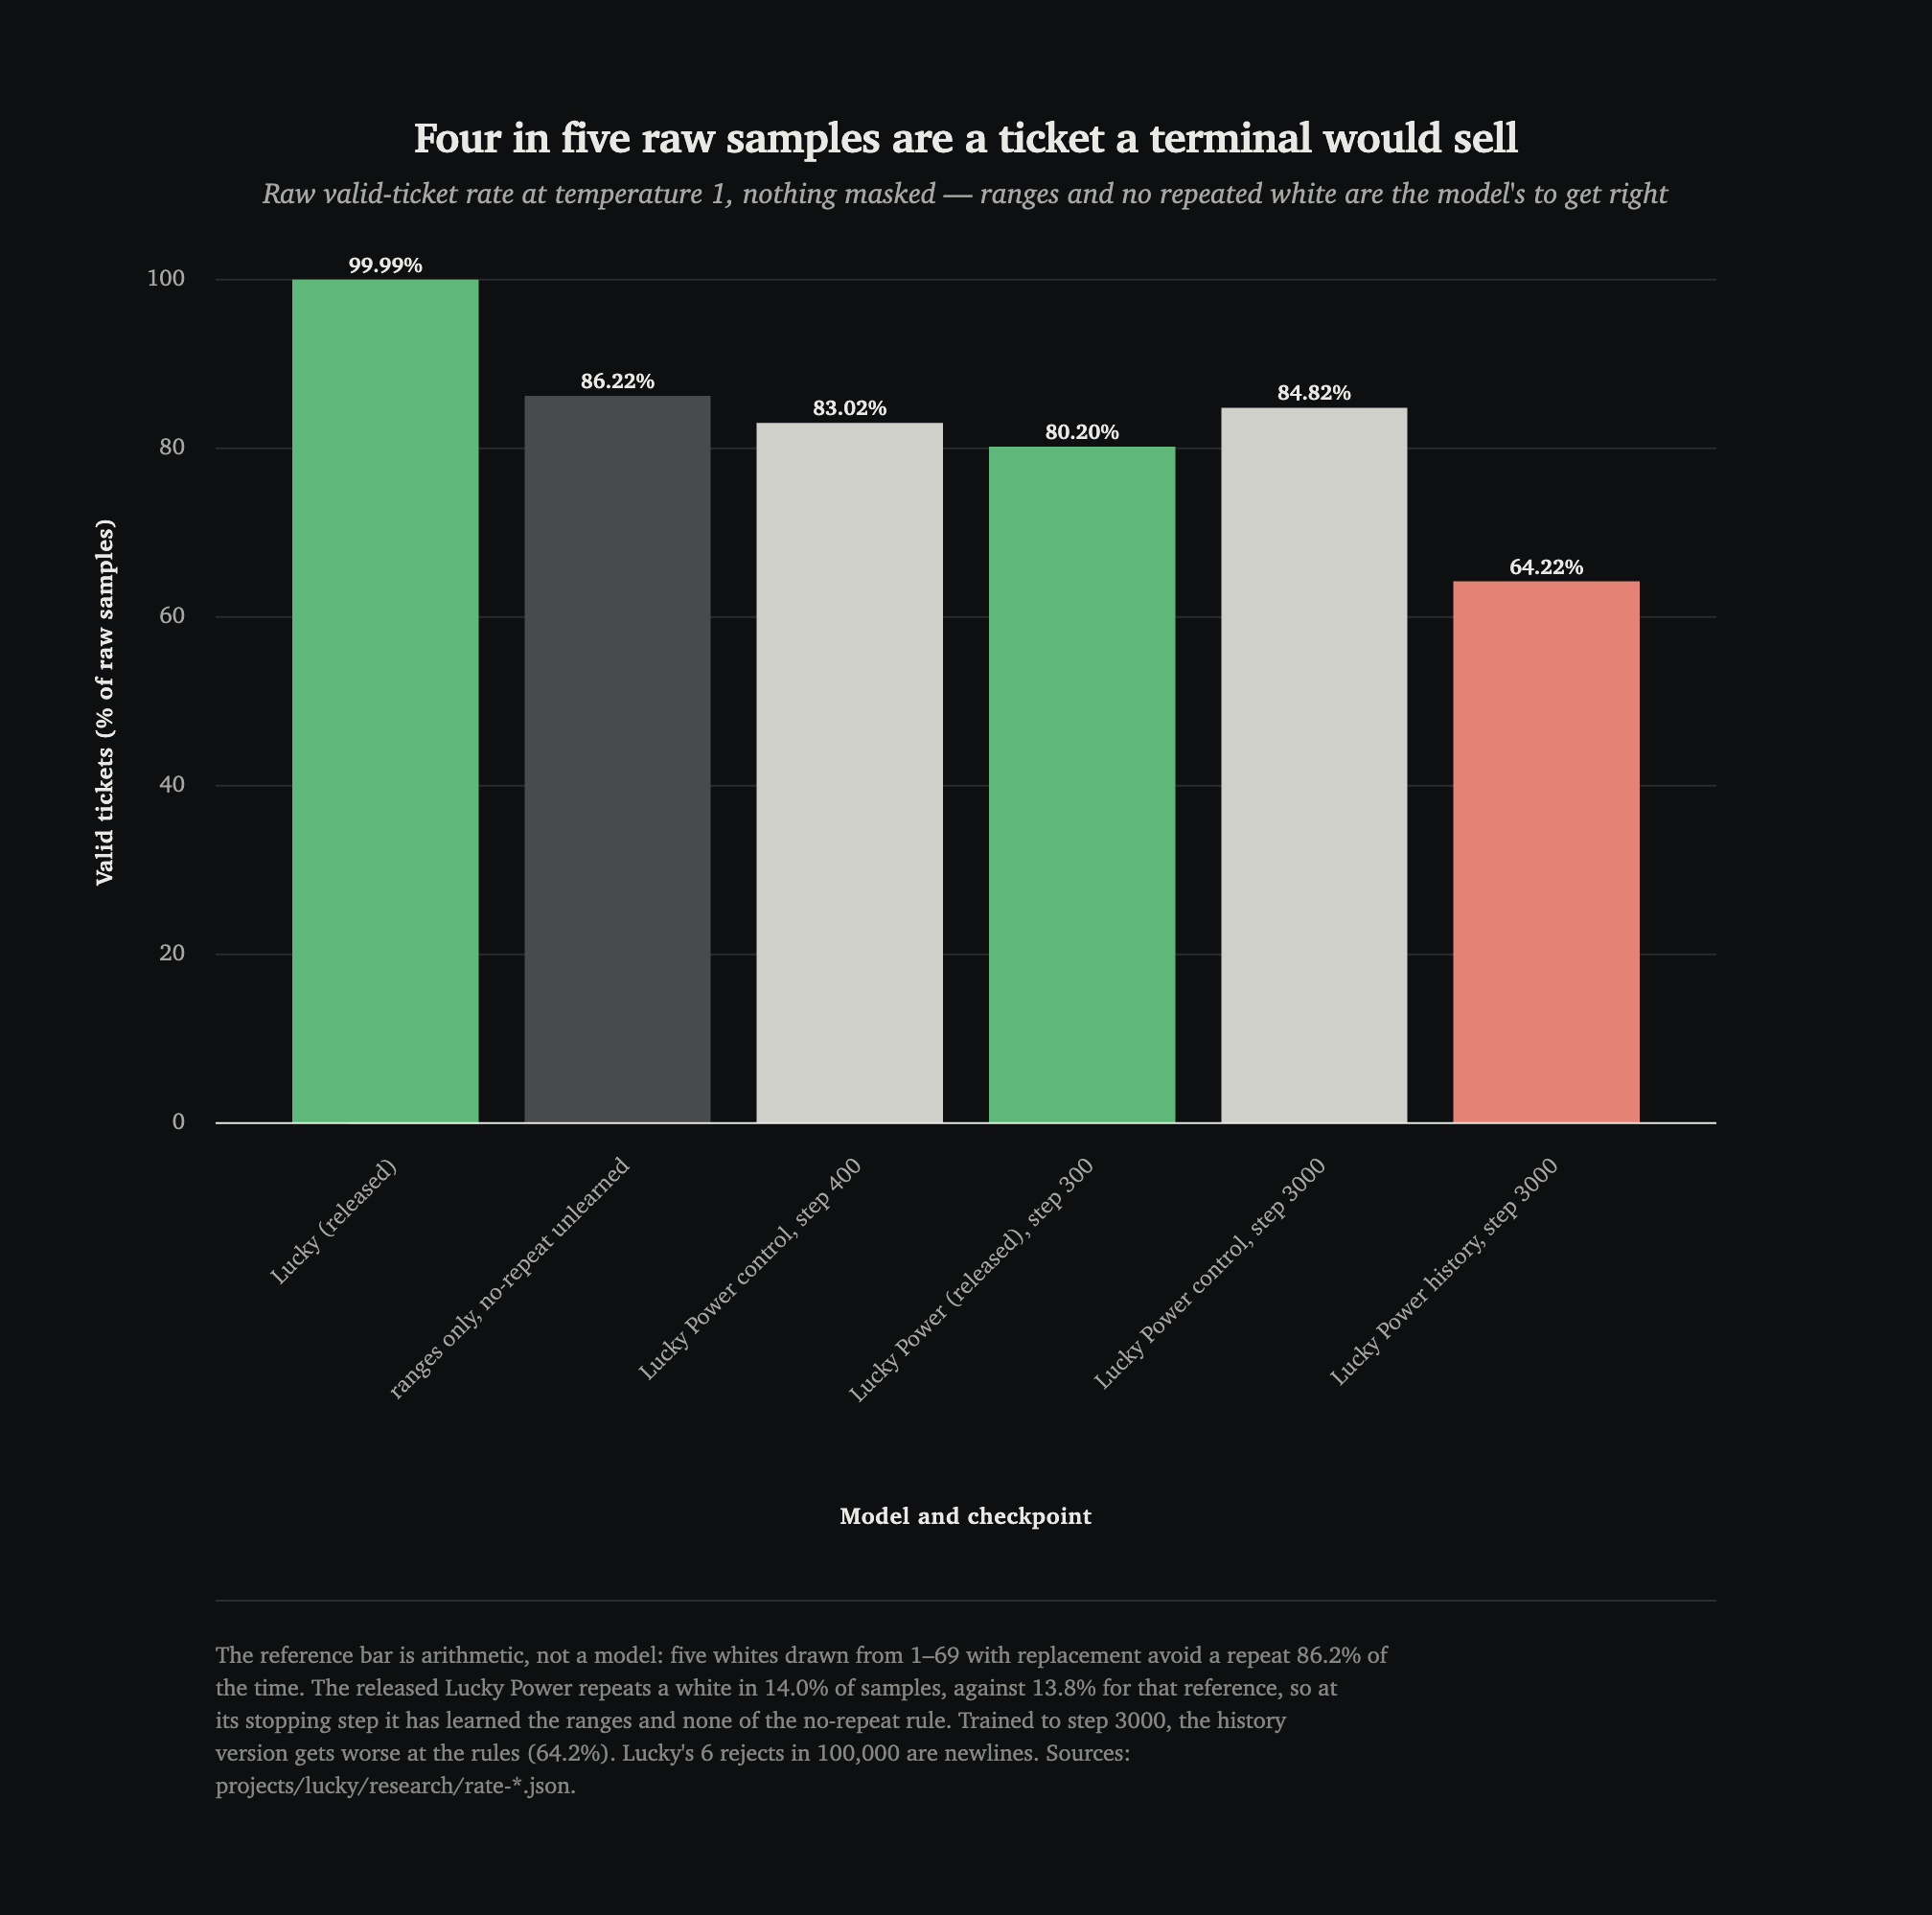 Four in five raw samples are a ticket a terminal would sell
Raw valid-ticket rate at temperature 1, nothing masked — ranges and no repeated white are the model's to get right
Valid tickets (% of raw samples)
100
80
60
40
20
0
99.99%
86.22%
83.02%
80.20%
84.82%
64.22%
Lucky (released)
ranges only, no-repeat unlearned
Lucky Power control, step 400
Lucky Power (released), step 300
Lucky Power control, step 3000
Lucky Power history, step 3000
Model and checkpoint
The reference bar is arithmetic, not a model: five whites drawn from 1–69 with replacement avoid a repeat 86.2% of
the time. The released Lucky Power repeats a white in 14.0% of samples, against 13.8% for that reference, so at
its stopping step it has learned the ranges and none of the no-repeat rule. Trained to step 3000, the history
version gets worse at the rules (64.2%). Lucky's 6 rejects in 100,000 are newlines. Sources:
projects/lucky/research/rate-*.json.